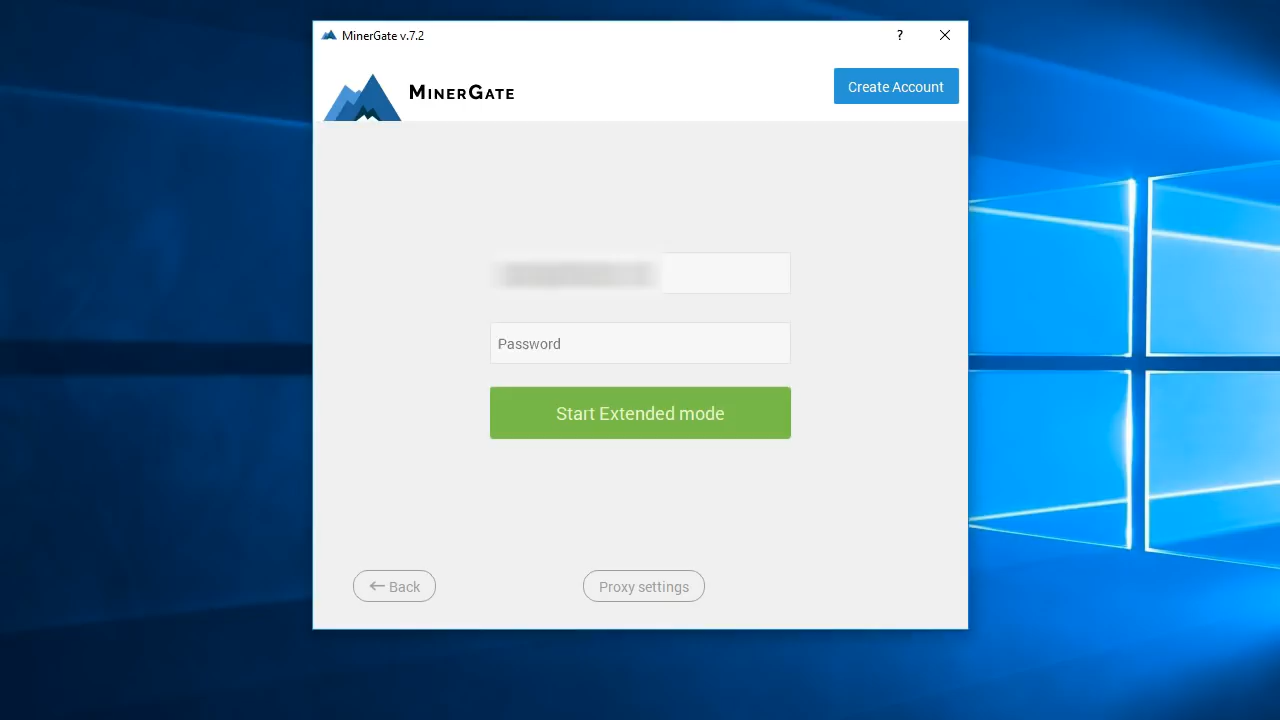 MinerGate v.7.2
?
MINERGATE
Create Account
Password
Start Extended mode
← Back
Proxy settings